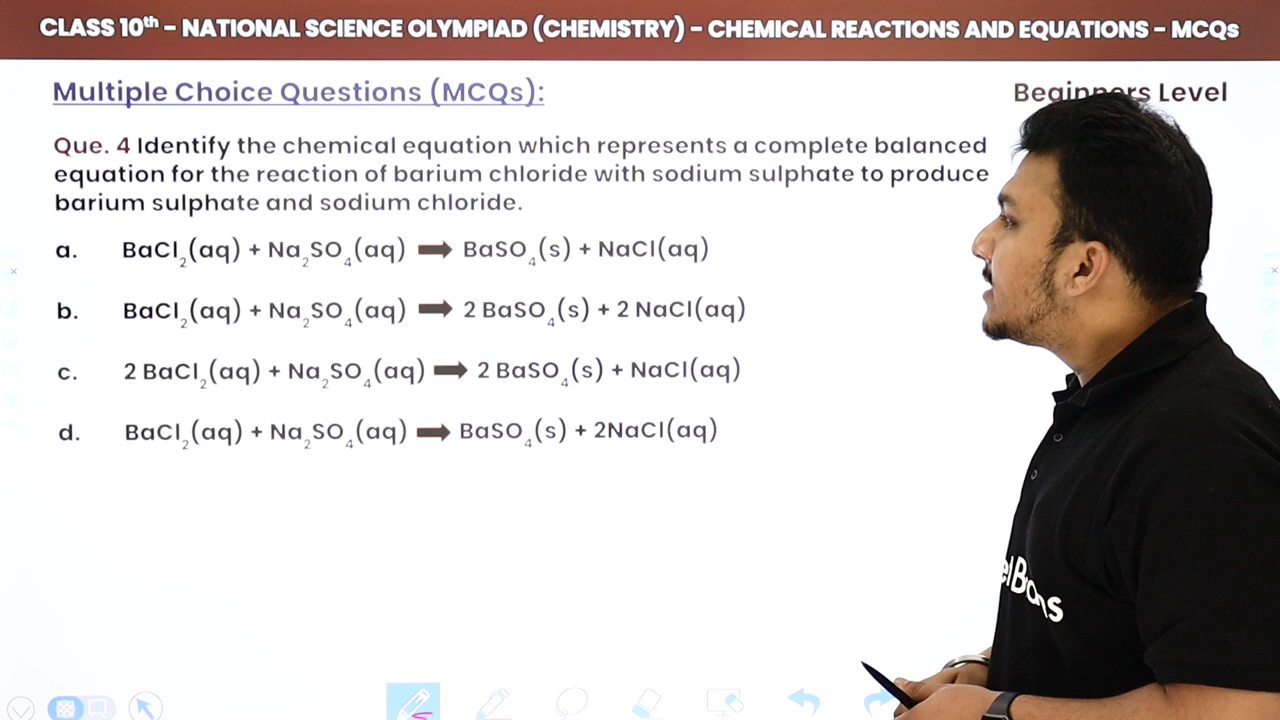 CLASS 10th – NATIONAL SCIENCE OLYMPIAD (CHEMISTRY) – CHEMICAL REACTIONS AND EQUATIONS – MCQs
Multiple Choice Questions (MCQs):
Beginners Level
Que. 4 Identify the chemical equation which represents a complete balanced
equation for the reaction of barium chloride with sodium sulphate to produce
barium sulphate and sodium chloride.
a. BaCl₂(aq) + Na₂SO₄(aq) ➡ BaSO₄(s) + NaCl(aq)
b. BaCl₂(aq) + Na₂SO₄(aq) ➡ 2 BaSO₄(s) + 2 NaCl(aq)
c. 2 BaCl₂(aq) + Na₂SO₄(aq) ➡ 2 BaSO₄(s) + NaCl(aq)
d. BaCl₂(aq) + Na₂SO₄(aq) ➡ BaSO₄(s) + 2NaCl(aq)